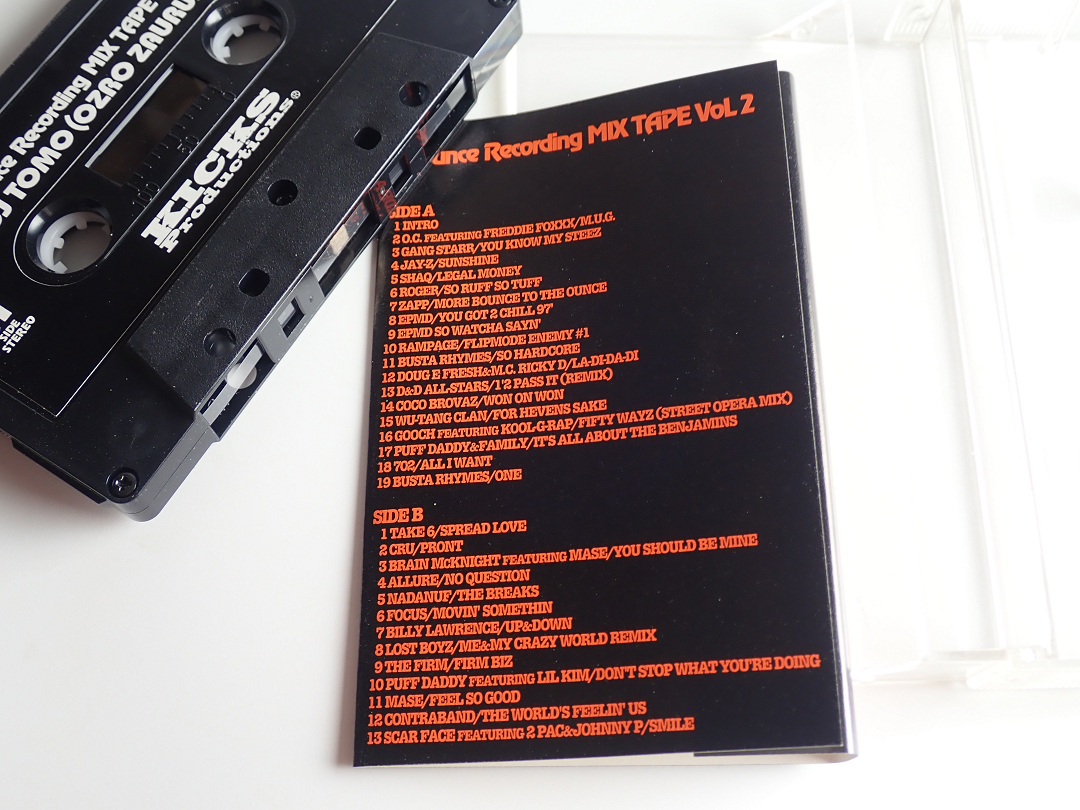 Recording MIX TAPE
TOMO (OZRO
KICKS
Productions®
SIDE
STEREO
Recording MIX TAPE VoL 2
SIDE A
1 INTRO
2 O.C. FEATURING FREDDIE FOXXX/M.U.G.
3 GANG STARR/YOU KNOW MY STEEZ
4 JAY-Z/SUNSHINE
5 SHAQ/LEGAL MONEY
6 ROGER/SO RUFF SO TUFF
7 ZAPP/MORE BOUNCE TO THE OUNCE
8 EPMD/YOU GOT 2 CHILL 97'
9 EPMD SO WATCHA SAYN'
10 RAMPAGE/FLIPMODE ENEMY #1
11 BUSTA RHYMES/SO HARDCORE
12 DOUG E FRESH&M.C. RICKY D/LA-DI-DA-DI
13 D&D ALL-STARS/1'2 PASS IT (REMIX)
14 COCO BROVAZ/WON ON WON
15 WU-TANG CLAN/FOR HEVENS SAKE
16 GOOCH FEATURING KOOL-G-RAP/FIFTY WAYZ (STREET OPERA MIX)
17 PUFF DADDY&FAMILY/IT'S ALL ABOUT THE BENJAMINS
18 702/ALL I WANT
19 BUSTA RHYMES/ONE
SIDE B
1 TAKE 6/SPREAD LOVE
2 CRU/PRONT
3 BRAIN McKNIGHT FEATURING MASE/YOU SHOULD BE MINE
4 ALLURE/NO QUESTION
5 NADANUF/THE BREAKS
6 FOCUS/MOVIN' SOMETHIN
7 BILLY LAWRENCE/UP&DOWN
8 LOST BOYZ/ME&MY CRAZY WORLD REMIX
9 THE FIRM/FIRM BIZ
10 PUFF DADDY FEATURING LIL KIM/DON'T STOP WHAT YOU'RE DOING
11 MASE/FEEL SO GOOD
12 CONTRABAND/THE WORLD'S FEELIN' US
13 SCAR FACE FEATURING 2 PAC&JOHNNY P/SMILE